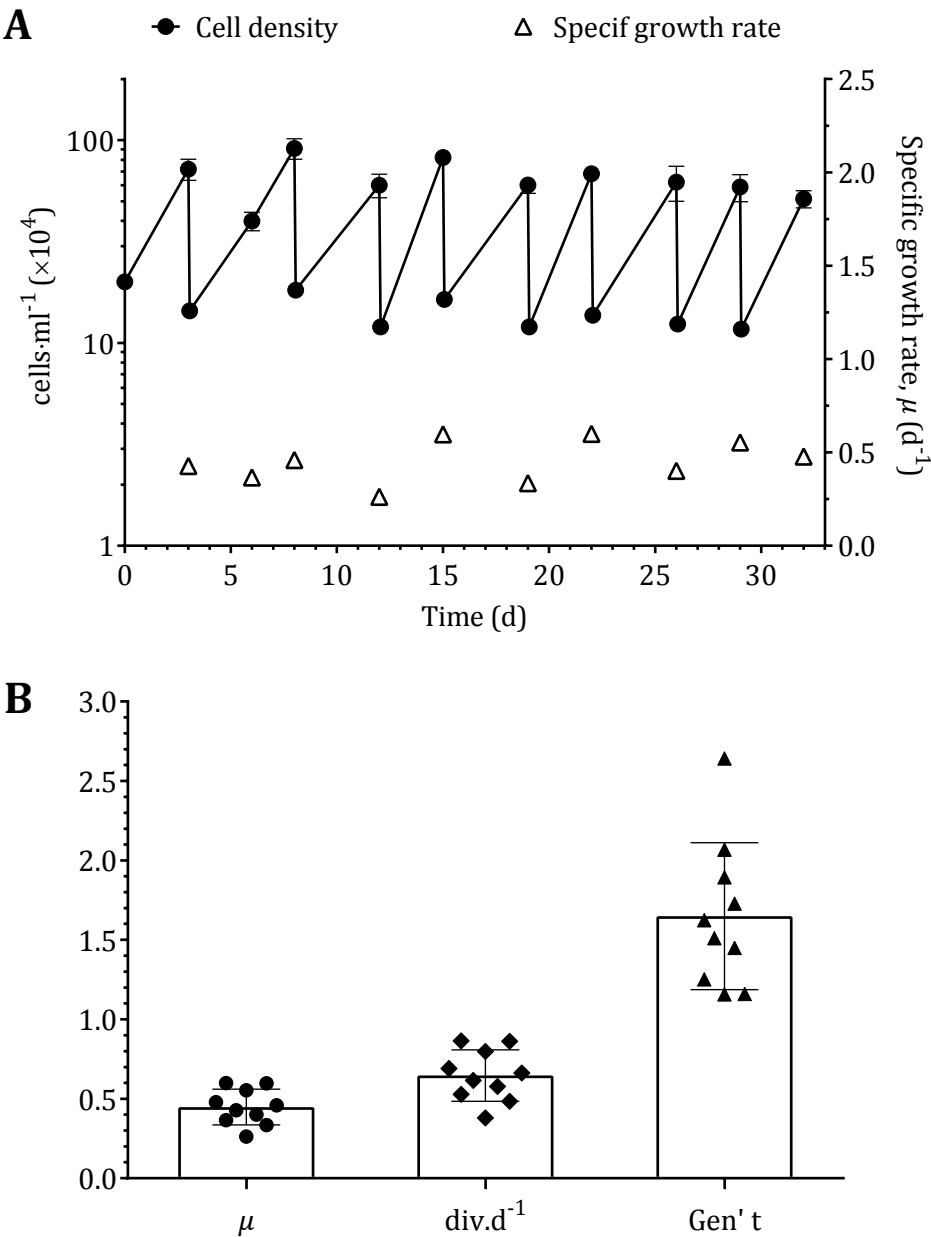 A
Cell density
Specif growth rate
2.5
100
2.0
1.5
10
1.0
0.5
1
0.0
cells·ml⁻¹ (×10⁴)
Specific growth rate, μ (d⁻¹)
0 5 10 15 20 25 30
Time (d)
B
3.0
2.5
2.0
1.5
1.0
0.5
0.0
μ div.d⁻¹ Gen' t